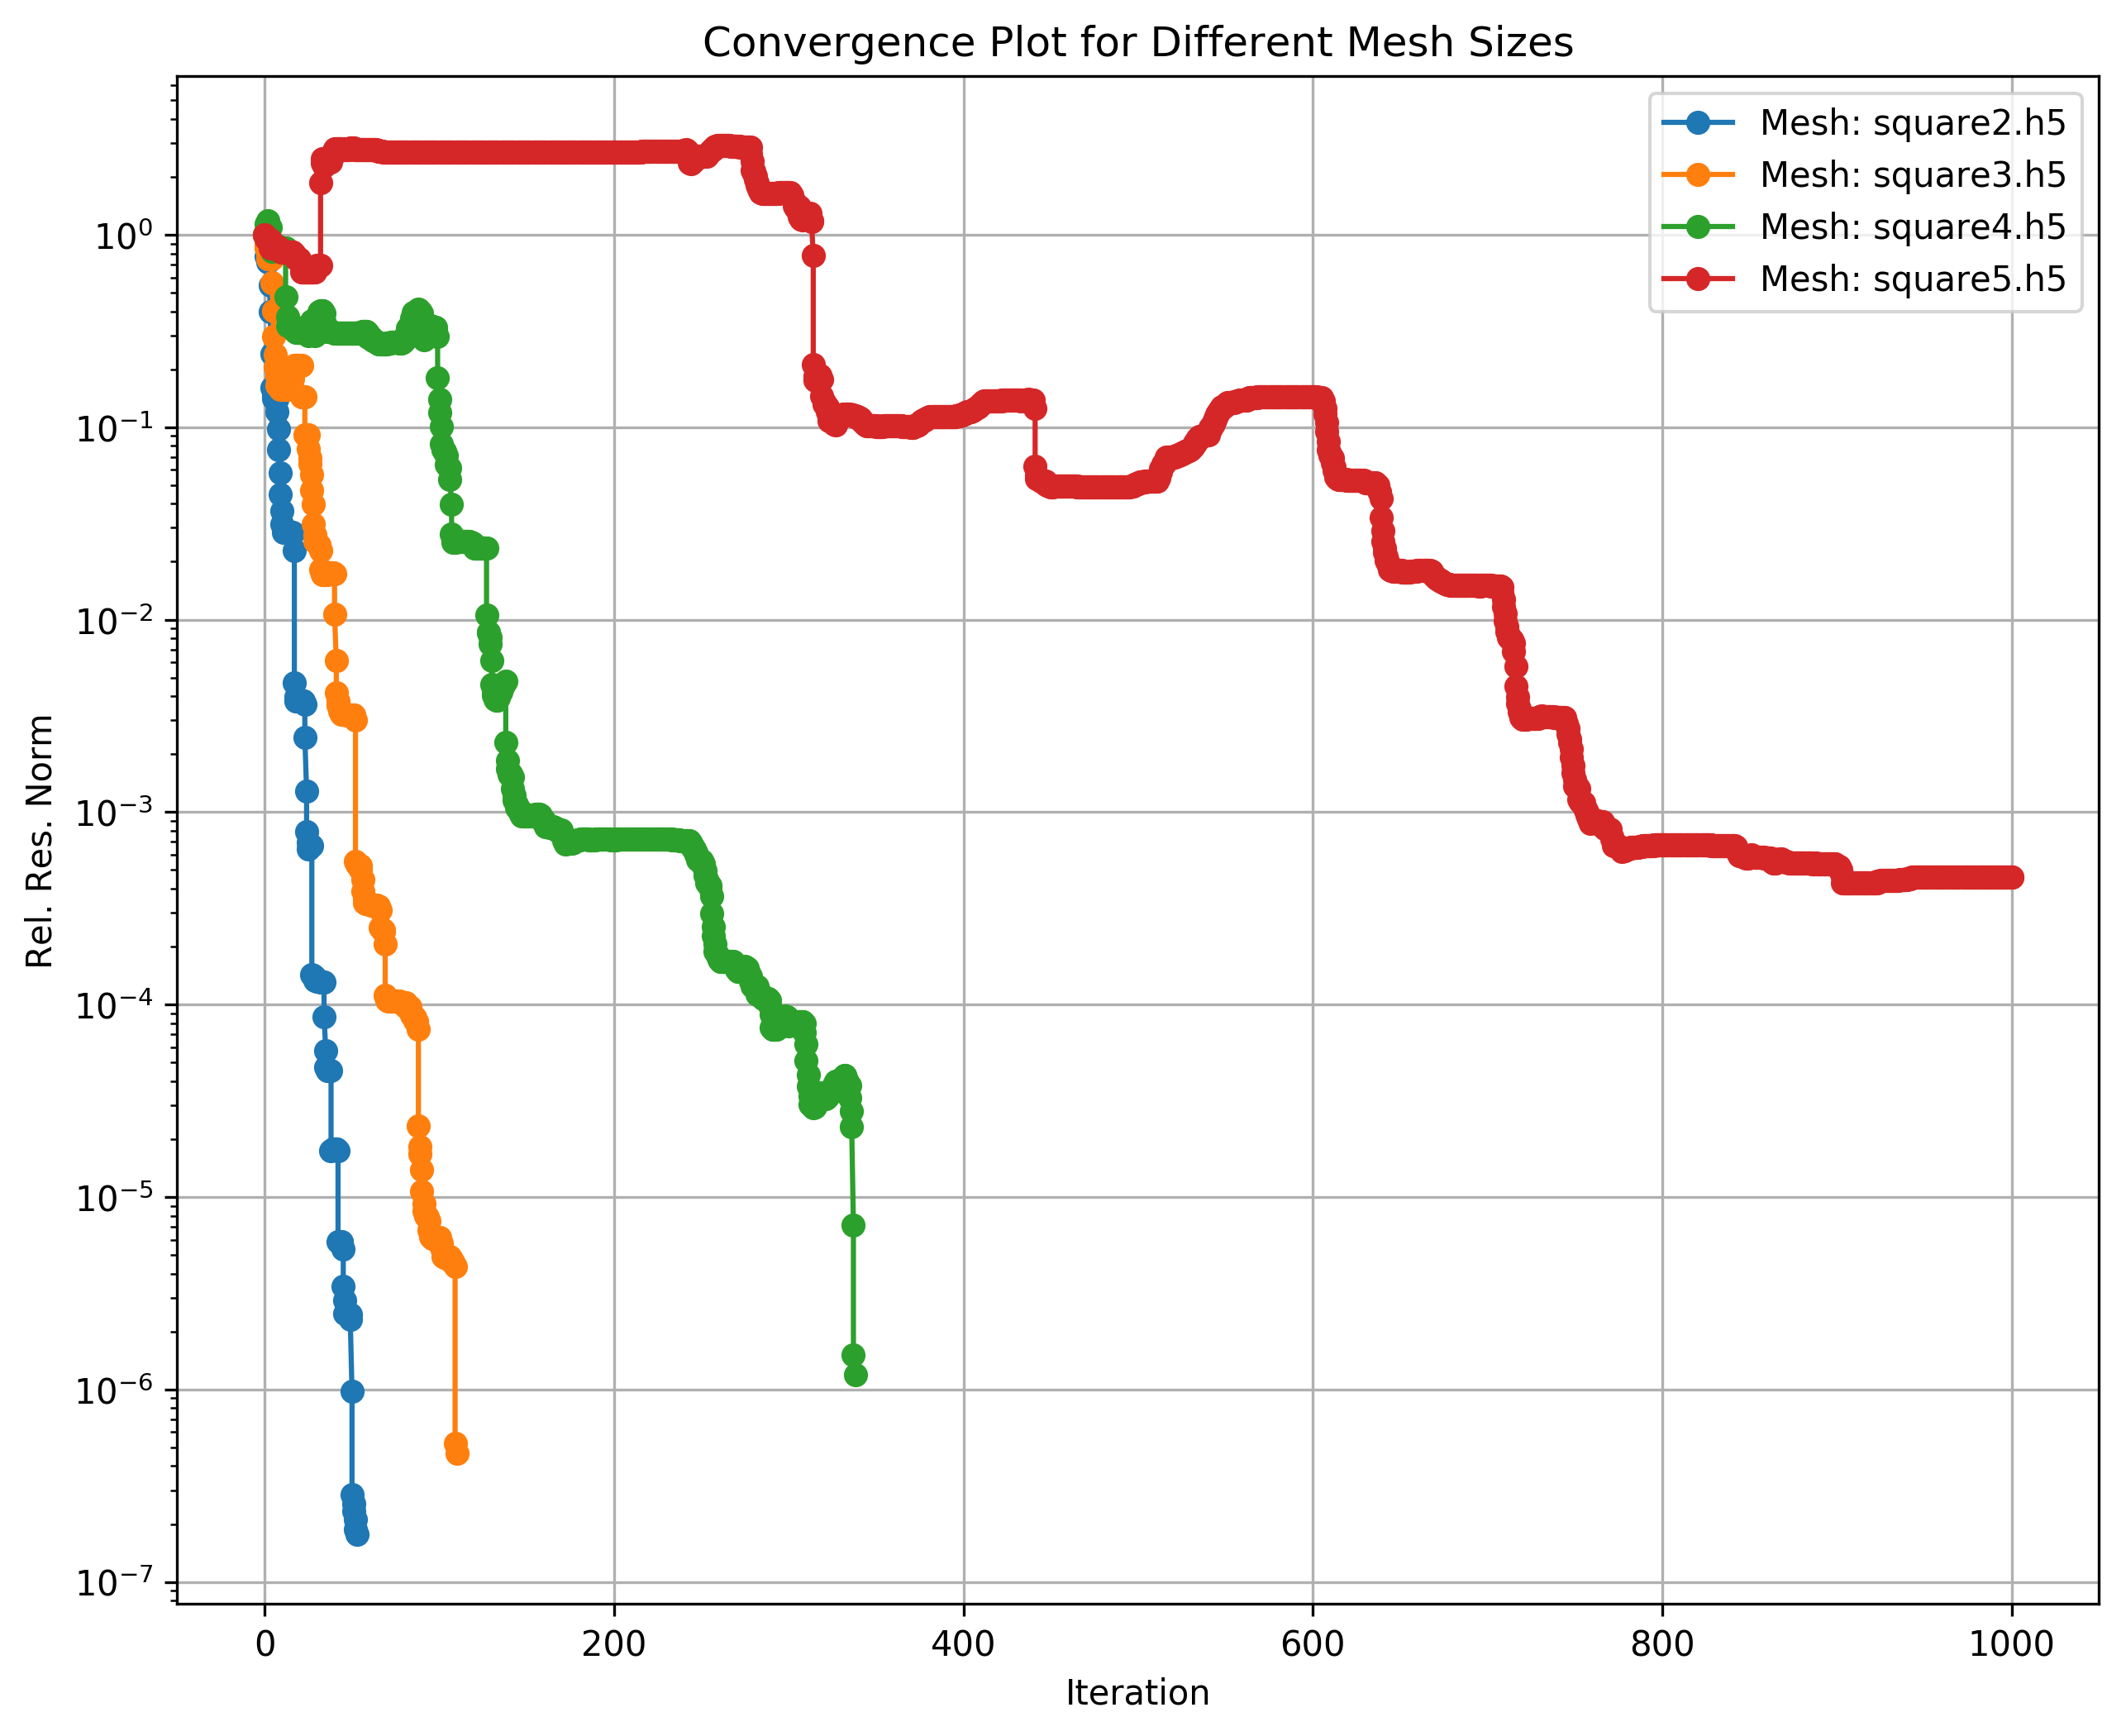 Convergence Plot for Different Mesh Sizes
Mesh: square2.h5
Mesh: square3.h5
Mesh: square4.h5
Mesh: square5.h5
Rel. Res. Norm
10⁰
10⁻¹
10⁻²
10⁻³
10⁻⁴
10⁻⁵
10⁻⁶
10⁻⁷
0 200 400 600 800 1000
Iteration